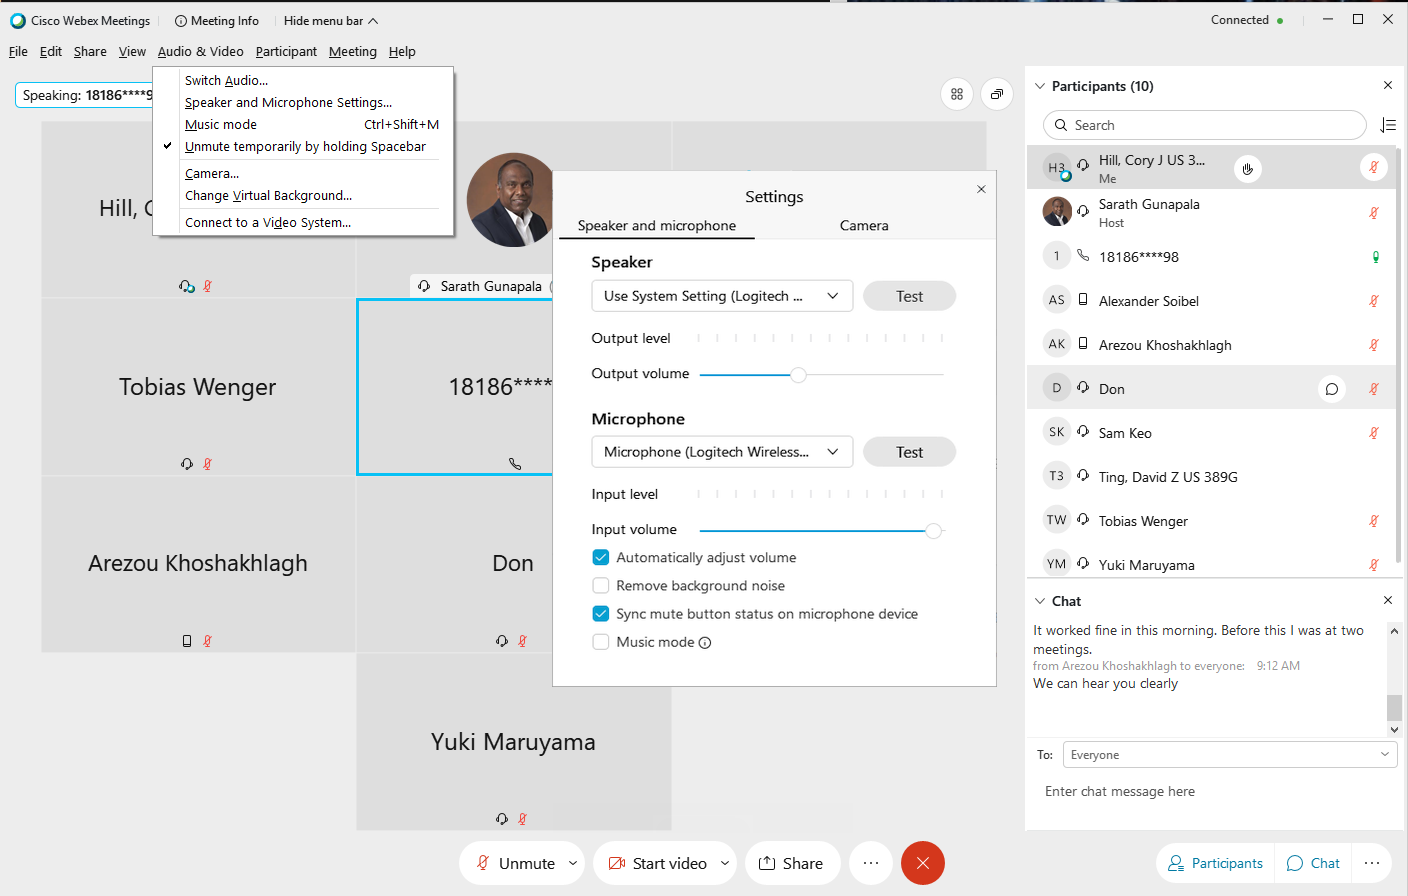 Cisco Webex Meetings
Meeting Info
Hide menu bar
Connected
File Edit Share View Audio & Video Participant Meeting Help
Speaking: 18186****9
Switch Audio...
Speaker and Microphone Settings...
Music mode Ctrl+Shift+M
Unmute temporarily by holding Spacebar
Camera...
Change Virtual Background...
Connect to a Video System...
Hill, C
Sarath Gunapala
Tobias Wenger
18186****
Arezou Khoshakhlagh
Don
Yuki Maruyama
Settings
Speaker and microphone Camera
Speaker
Use System Setting (Logitech ... Test
Output level
Output volume
Microphone
Microphone (Logitech Wireless... Test
Input level
Input volume
Automatically adjust volume
Remove background noise
Sync mute button status on microphone device
Music mode
Participants (10)
Search
H3 Hill, Cory J US 3...
Me
Sarath Gunapala
Host
1 18186****98
AS Alexander Soibel
AK Arezou Khoshakhlagh
D Don
SK Sam Keo
T3 Ting, David Z US 389G
TW Tobias Wenger
YM Yuki Maruyama
Chat
It worked fine in this morning. Before this I was at two
meetings.
from Arezou Khoshakhlagh to everyone: 9:12 AM
We can hear you clearly
To: Everyone
Enter chat message here
Unmute Start video Share
Participants Chat